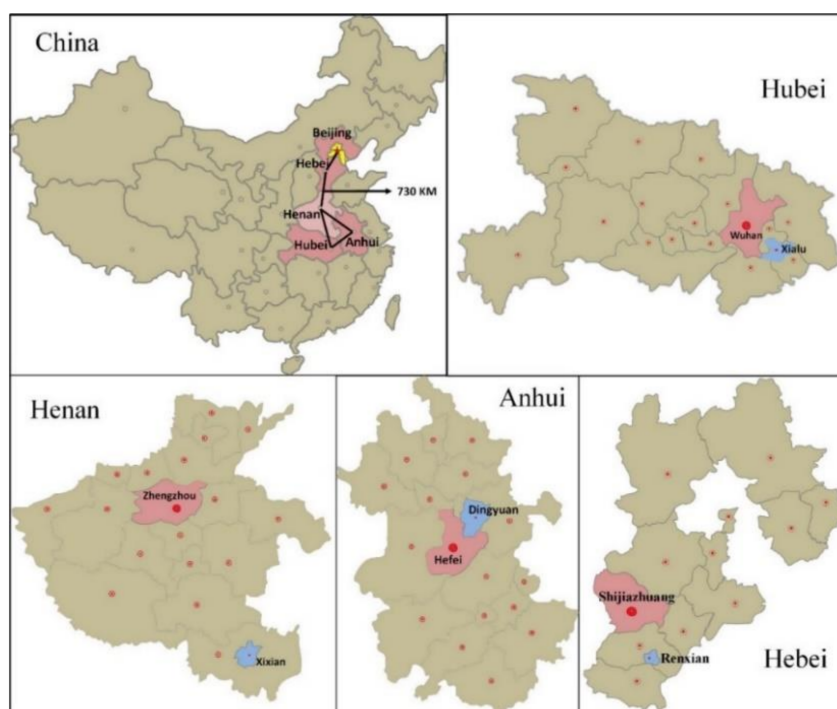 China
Beijing
Hebei
730 KM
Henan
Hubei
Anhui
Hubei
Wuhan
Xialu
Henan
Zhengzhou
Xixian
Anhui
Dingyuan
Hefei
Shijiazhuang
Renxian
Hebei